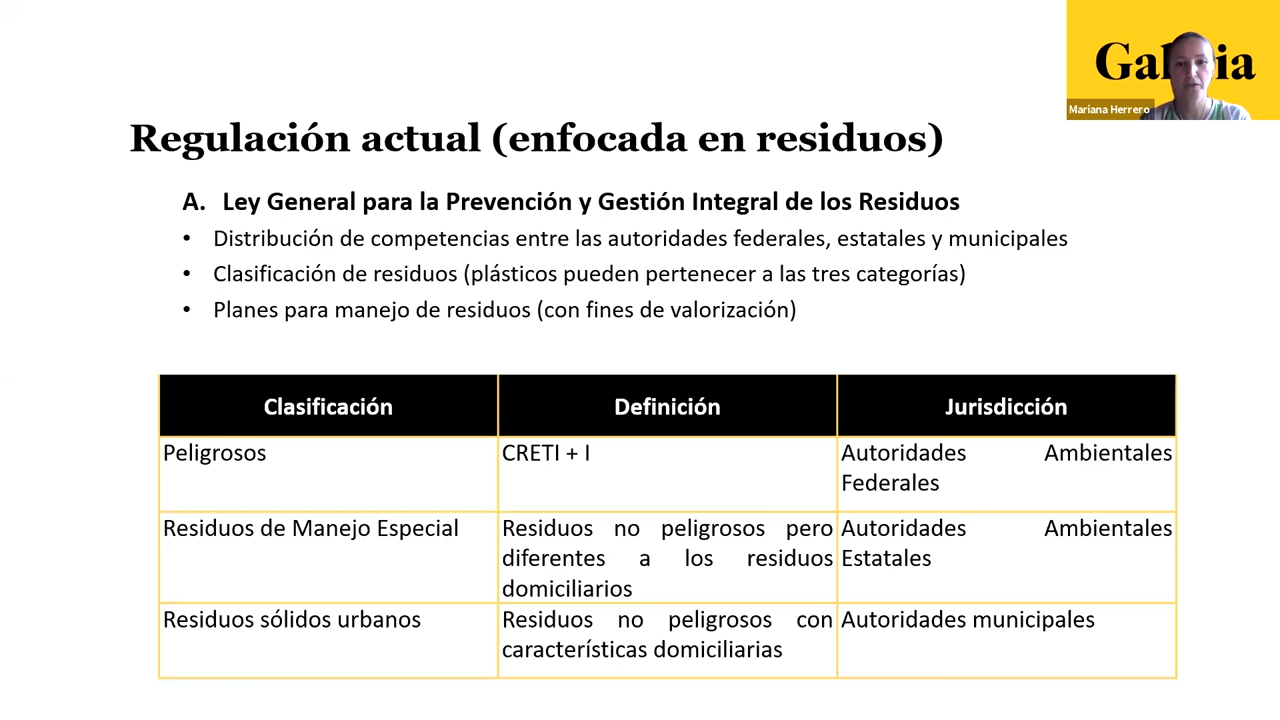 Mariana Herrero
Regulación actual (enfocada en residuos)
A. Ley General para la Prevención y Gestión Integral de los Residuos
• Distribución de competencias entre las autoridades federales, estatales y municipales
• Clasificación de residuos (plásticos pueden pertenecer a las tres categorías)
• Planes para manejo de residuos (con fines de valorización)
Clasificación Definición Jurisdicción
Peligrosos CRETI + I Autoridades Ambientales
Federales
Residuos de Manejo Especial Residuos no peligrosos pero Autoridades Ambientales
diferentes a los residuos Estatales
domiciliarios
Residuos sólidos urbanos Residuos no peligrosos con Autoridades municipales
características domiciliarias